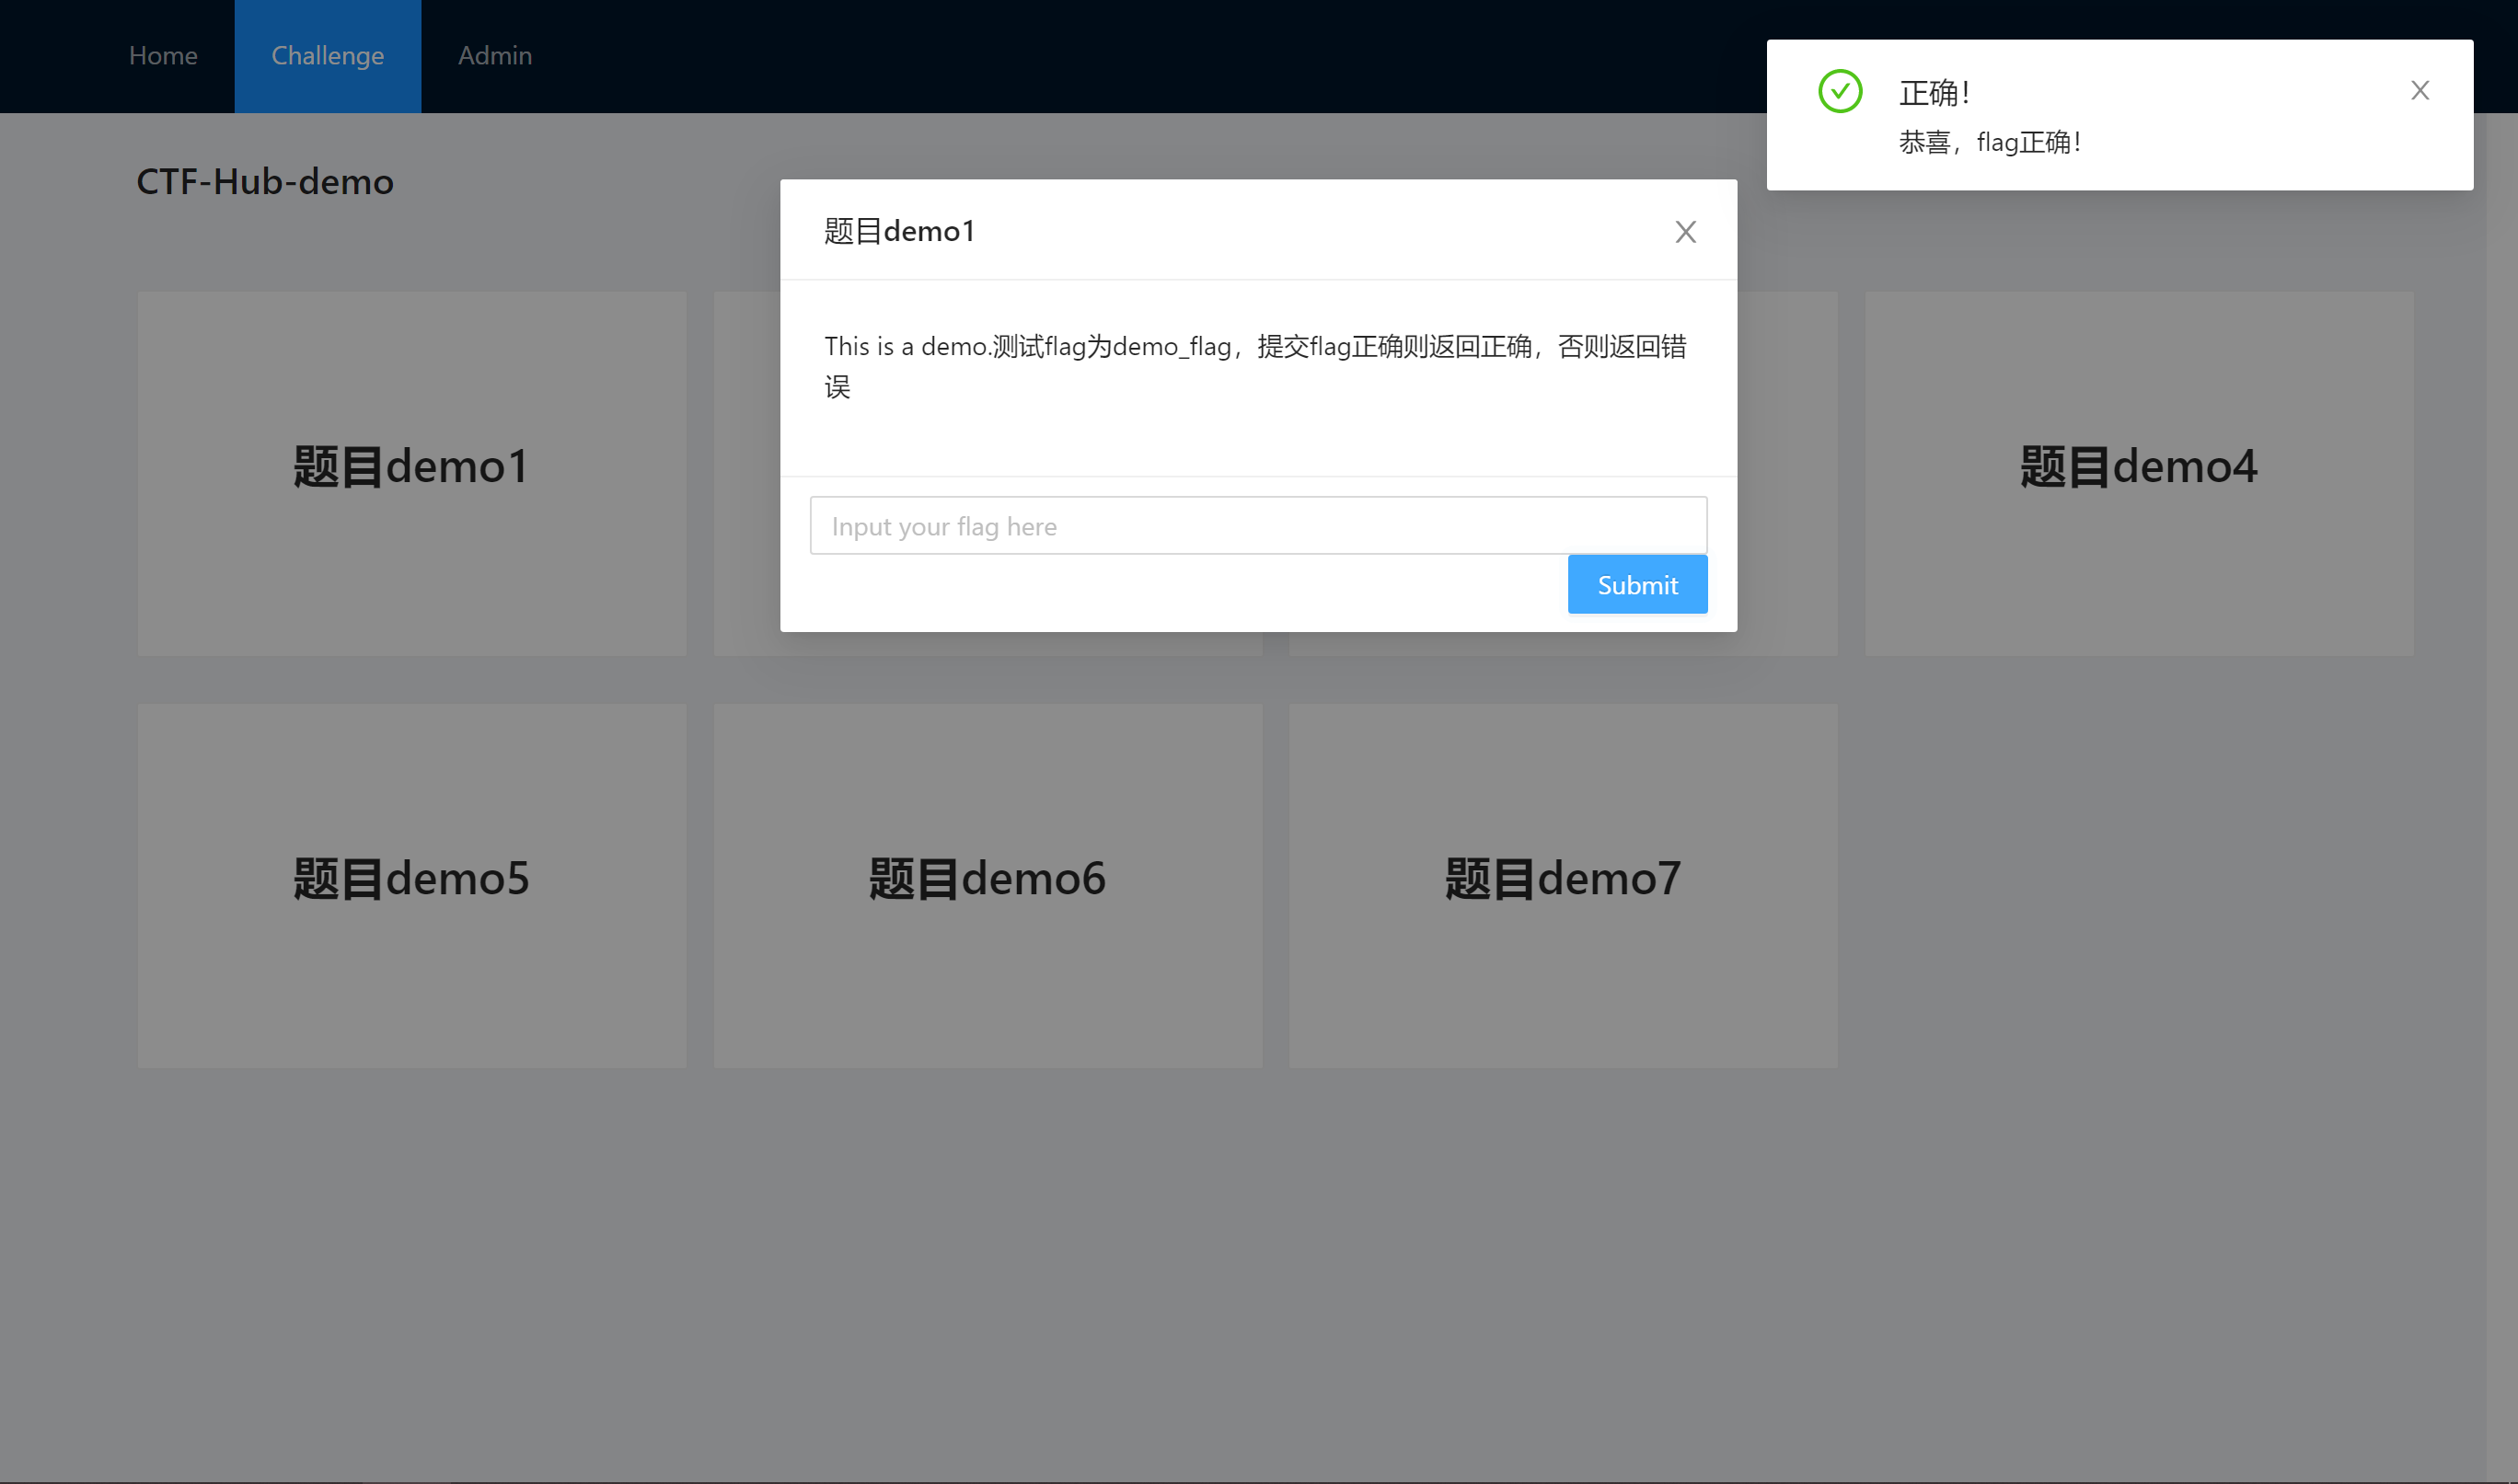 Home
Challenge
Admin
正确！
恭喜，flag正确！
CTF-Hub-demo
题目demo1
This is a demo.测试flag为demo_flag，提交flag正确则返回正确，否则返回错
误
Input your flag here
Submit
题目demo1
题目demo4
题目demo5
题目demo6
题目demo7